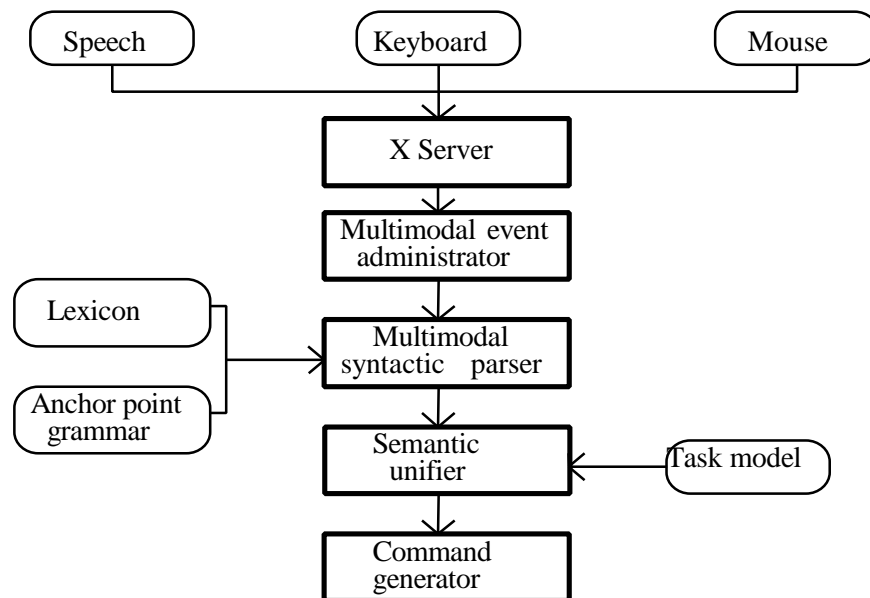 Speech
Keyboard
Mouse
X Server
Multimodal event
administrator
Lexicon
Multimodal
syntactic parser
Anchor point
grammar
Semantic
unifier
Task model
Command
generator